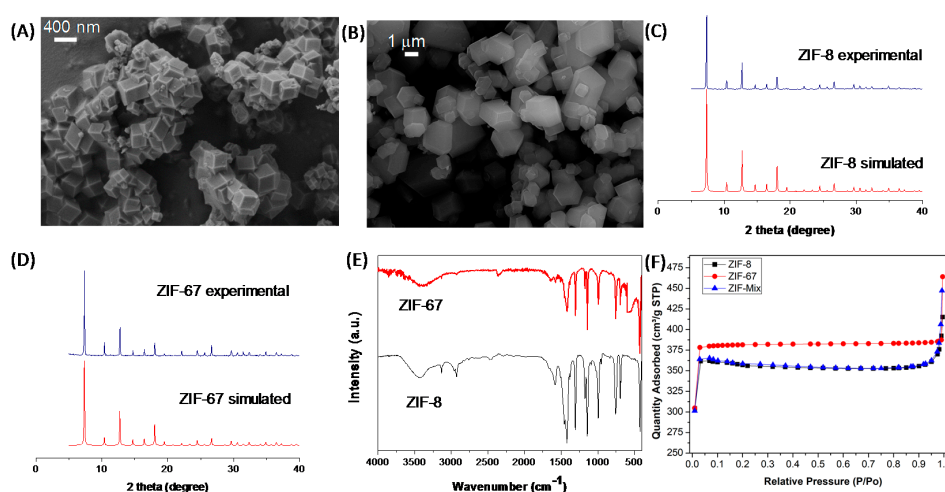 (A)
400 nm
(B)
1 μm
(C)
ZIF-8 experimental
ZIF-8 simulated
0 10 20 30 40
2 theta (degree)
(D)
ZIF-67 experimental
ZIF-67 simulated
0 10 20 30 40
2 theta (degree)
(E)
ZIF-67
ZIF-8
Intensity (a.u.)
4000 3500 3000 2500 2000 1500 1000 500
Wavenumber (cm⁻¹)
(F)
ZIF-8
ZIF-67
ZIF-Mix
475
450
425
400
375
350
325
300
275
250
Quantity Adsorbed (cm³/g STP)
0.0 0.1 0.2 0.3 0.4 0.5 0.6 0.7 0.8 0.9 1.0
Relative Pressure (P/Po)